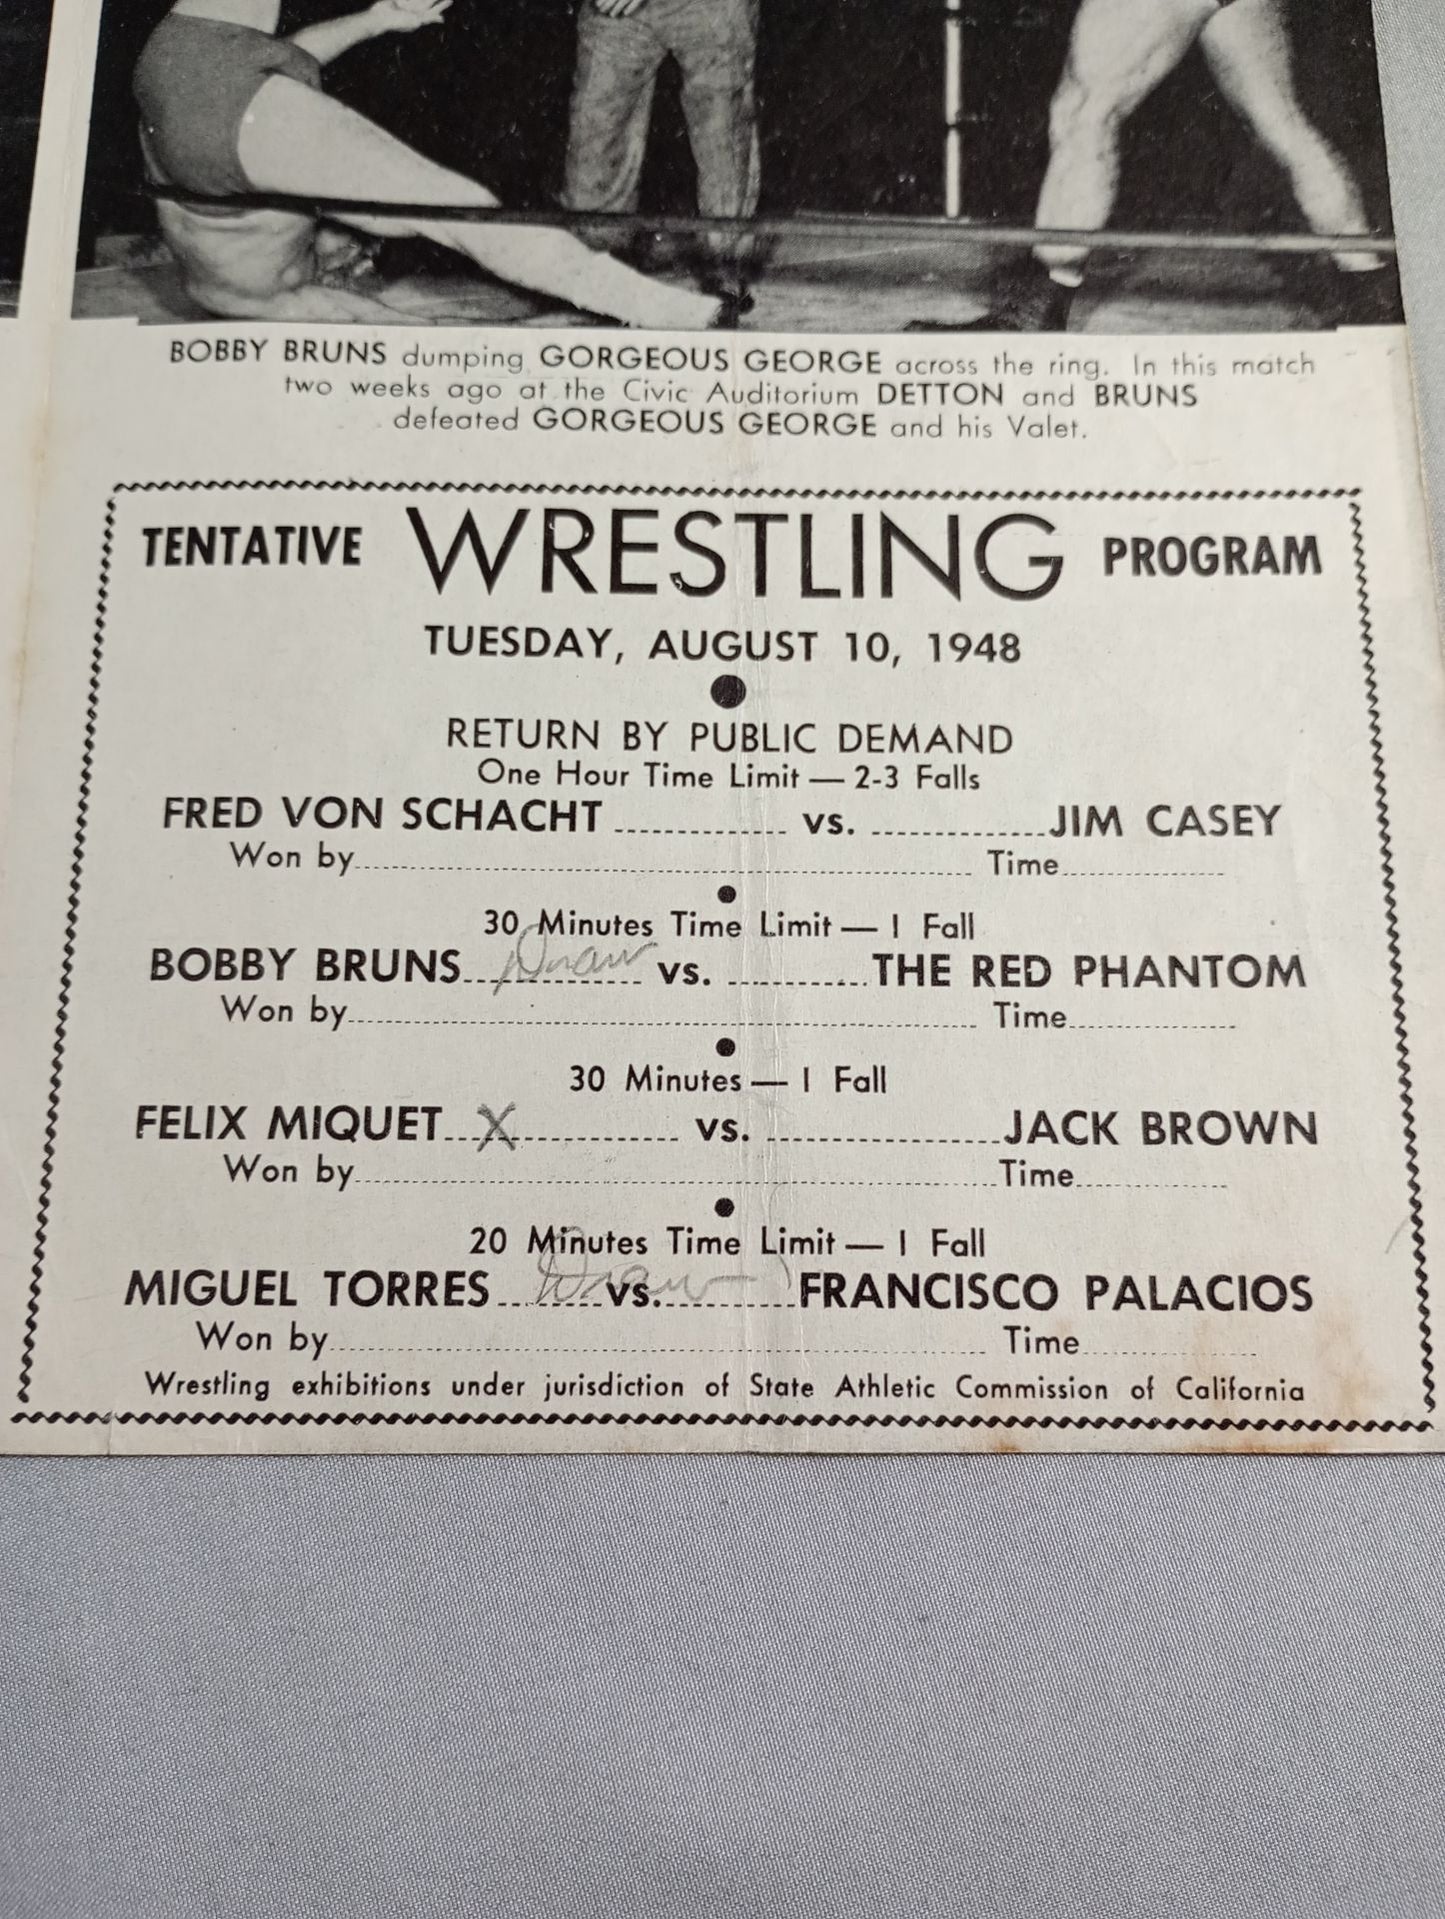 BOBBY BRUNS dumping GORGEOUS GEORGE across the ring. In this match
two weeks ago at the Civic Auditorium DETTON and BRUNS
defeated GORGEOUS GEORGE and his Valet.
TENTATIVE WRESTLING PROGRAM
TUESDAY, AUGUST 10, 1948
RETURN BY PUBLIC DEMAND
One Hour Time Limit — 2-3 Falls
FRED VON SCHACHT ............... vs. ...............JIM CASEY
Won by............... Time...............
30 Minutes Time Limit — 1 Fall
BOBBY BRUNS...Draw... vs. ............THE RED PHANTOM
Won by............... Time...............
30 Minutes — 1 Fall
FELIX MIQUET...X............... vs. ...............JACK BROWN
Won by...............Time...............
20 Minutes Time Limit — 1 Fall
MIGUEL TORRES...Draw...vs............FRANCISCO PALACIOS
Won by............... Time...............
Wrestling exhibitions under jurisdiction of State Athletic Commission of California